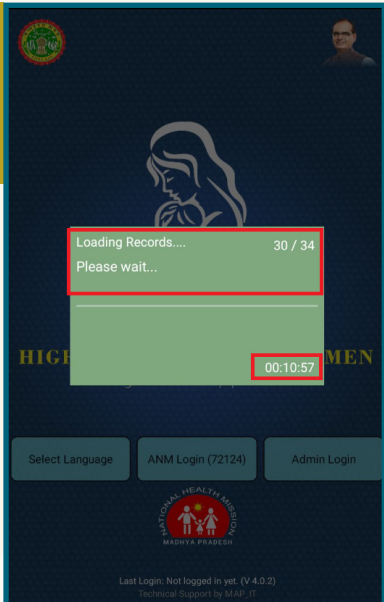 Loading Records....
30 / 34
Please wait...
00:10:57
HIGH
MEN
Select Language
ANM Login (72124)
Admin Login
NATIONAL HEALTH MISSION
MADHYA PRADESH
Last Login: Not logged in yet. (V 4.0.2)
Technical Support by MAP_IT